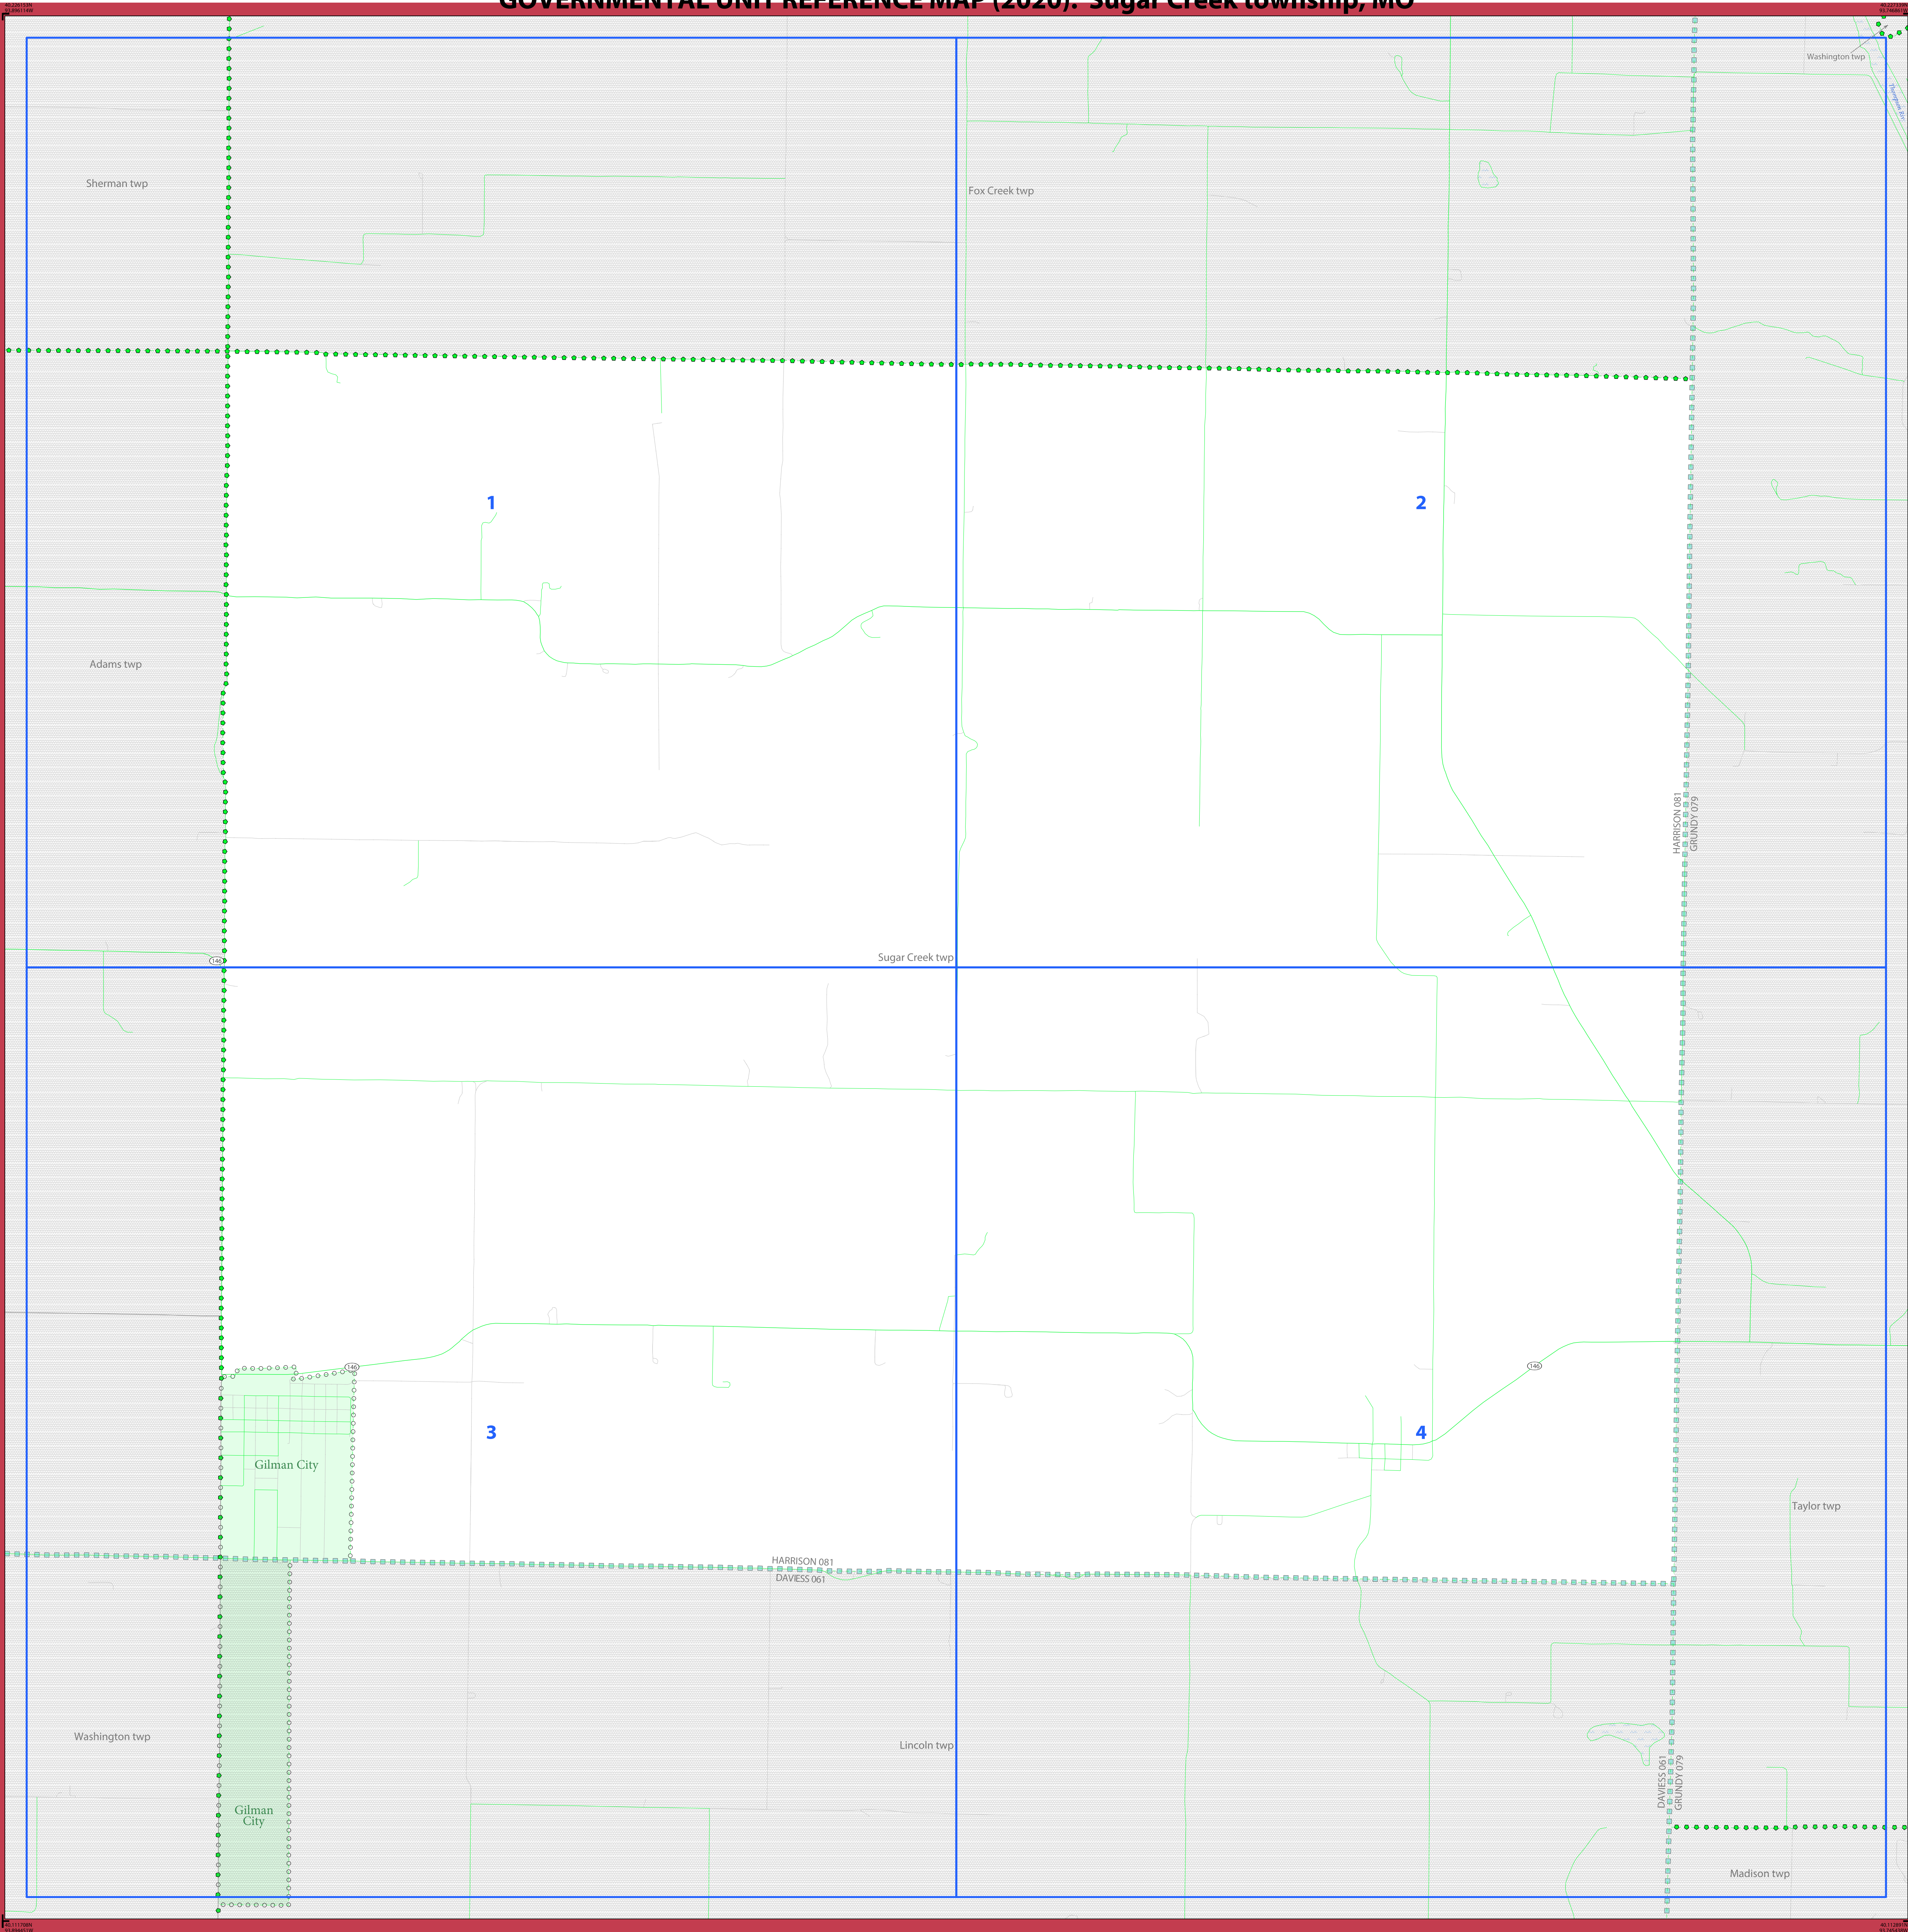 GOVERNMENTAL UNIT REFERENCE MAP (2020): Sugar Creek township, MO
Washington twp
Sherman twp
Fox Creek twp
1
2
Adams twp
HARRISON 081
GRUNDY 079
Sugar Creek twp
146
146
146
3
4
Gilman City
Taylor twp
HARRISON 081
DAVIESS 061
Washington twp
Lincoln twp
DAVIESS 061
GRUNDY 079
Gilman
City
Madison twp